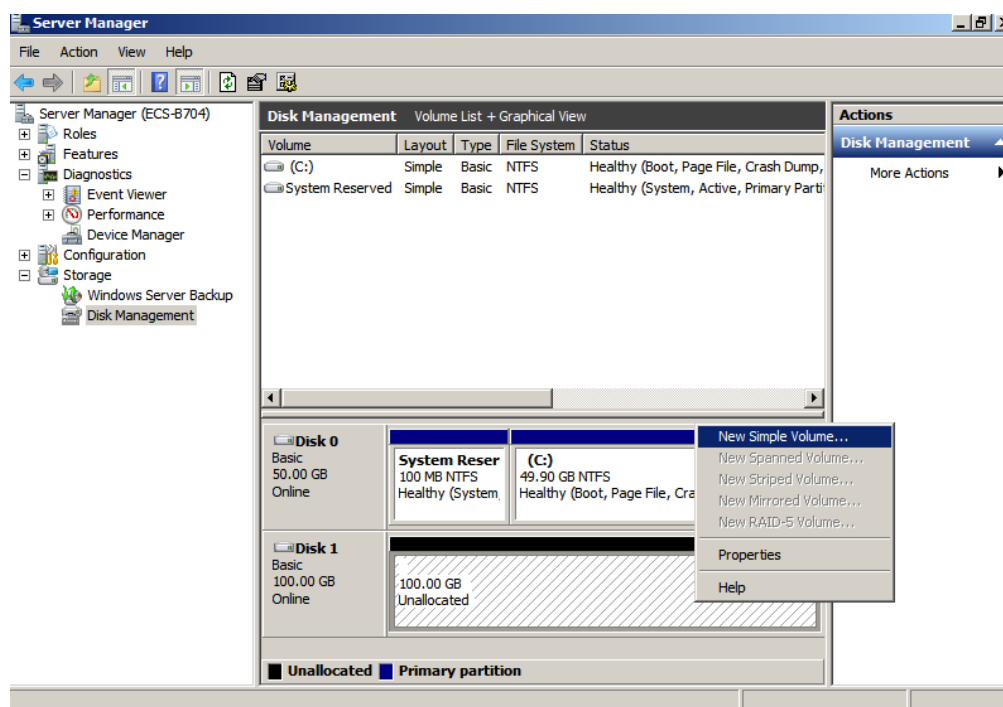 Server Manager
File Action View Help
Server Manager (ECS-B704)
Roles
Features
Diagnostics
Event Viewer
Performance
Device Manager
Configuration
Storage
Windows Server Backup
Disk Management
Disk Management Volume List + Graphical View
Volume Layout Type File System Status
(C:) Simple Basic NTFS Healthy (Boot, Page File, Crash Dump,
System Reserved Simple Basic NTFS Healthy (System, Active, Primary Parti
Disk 0
Basic
50.00 GB
Online
System Reser
100 MB NTFS
Healthy (System,
(C:)
49.90 GB NTFS
Healthy (Boot, Page File, Cra
Disk 1
Basic
100.00 GB
Online
100.00 GB
Unallocated
Unallocated Primary partition
New Simple Volume...
New Spanned Volume...
New Striped Volume...
New Mirrored Volume...
New RAID-5 Volume...
Properties
Help
Actions
Disk Management
More Actions